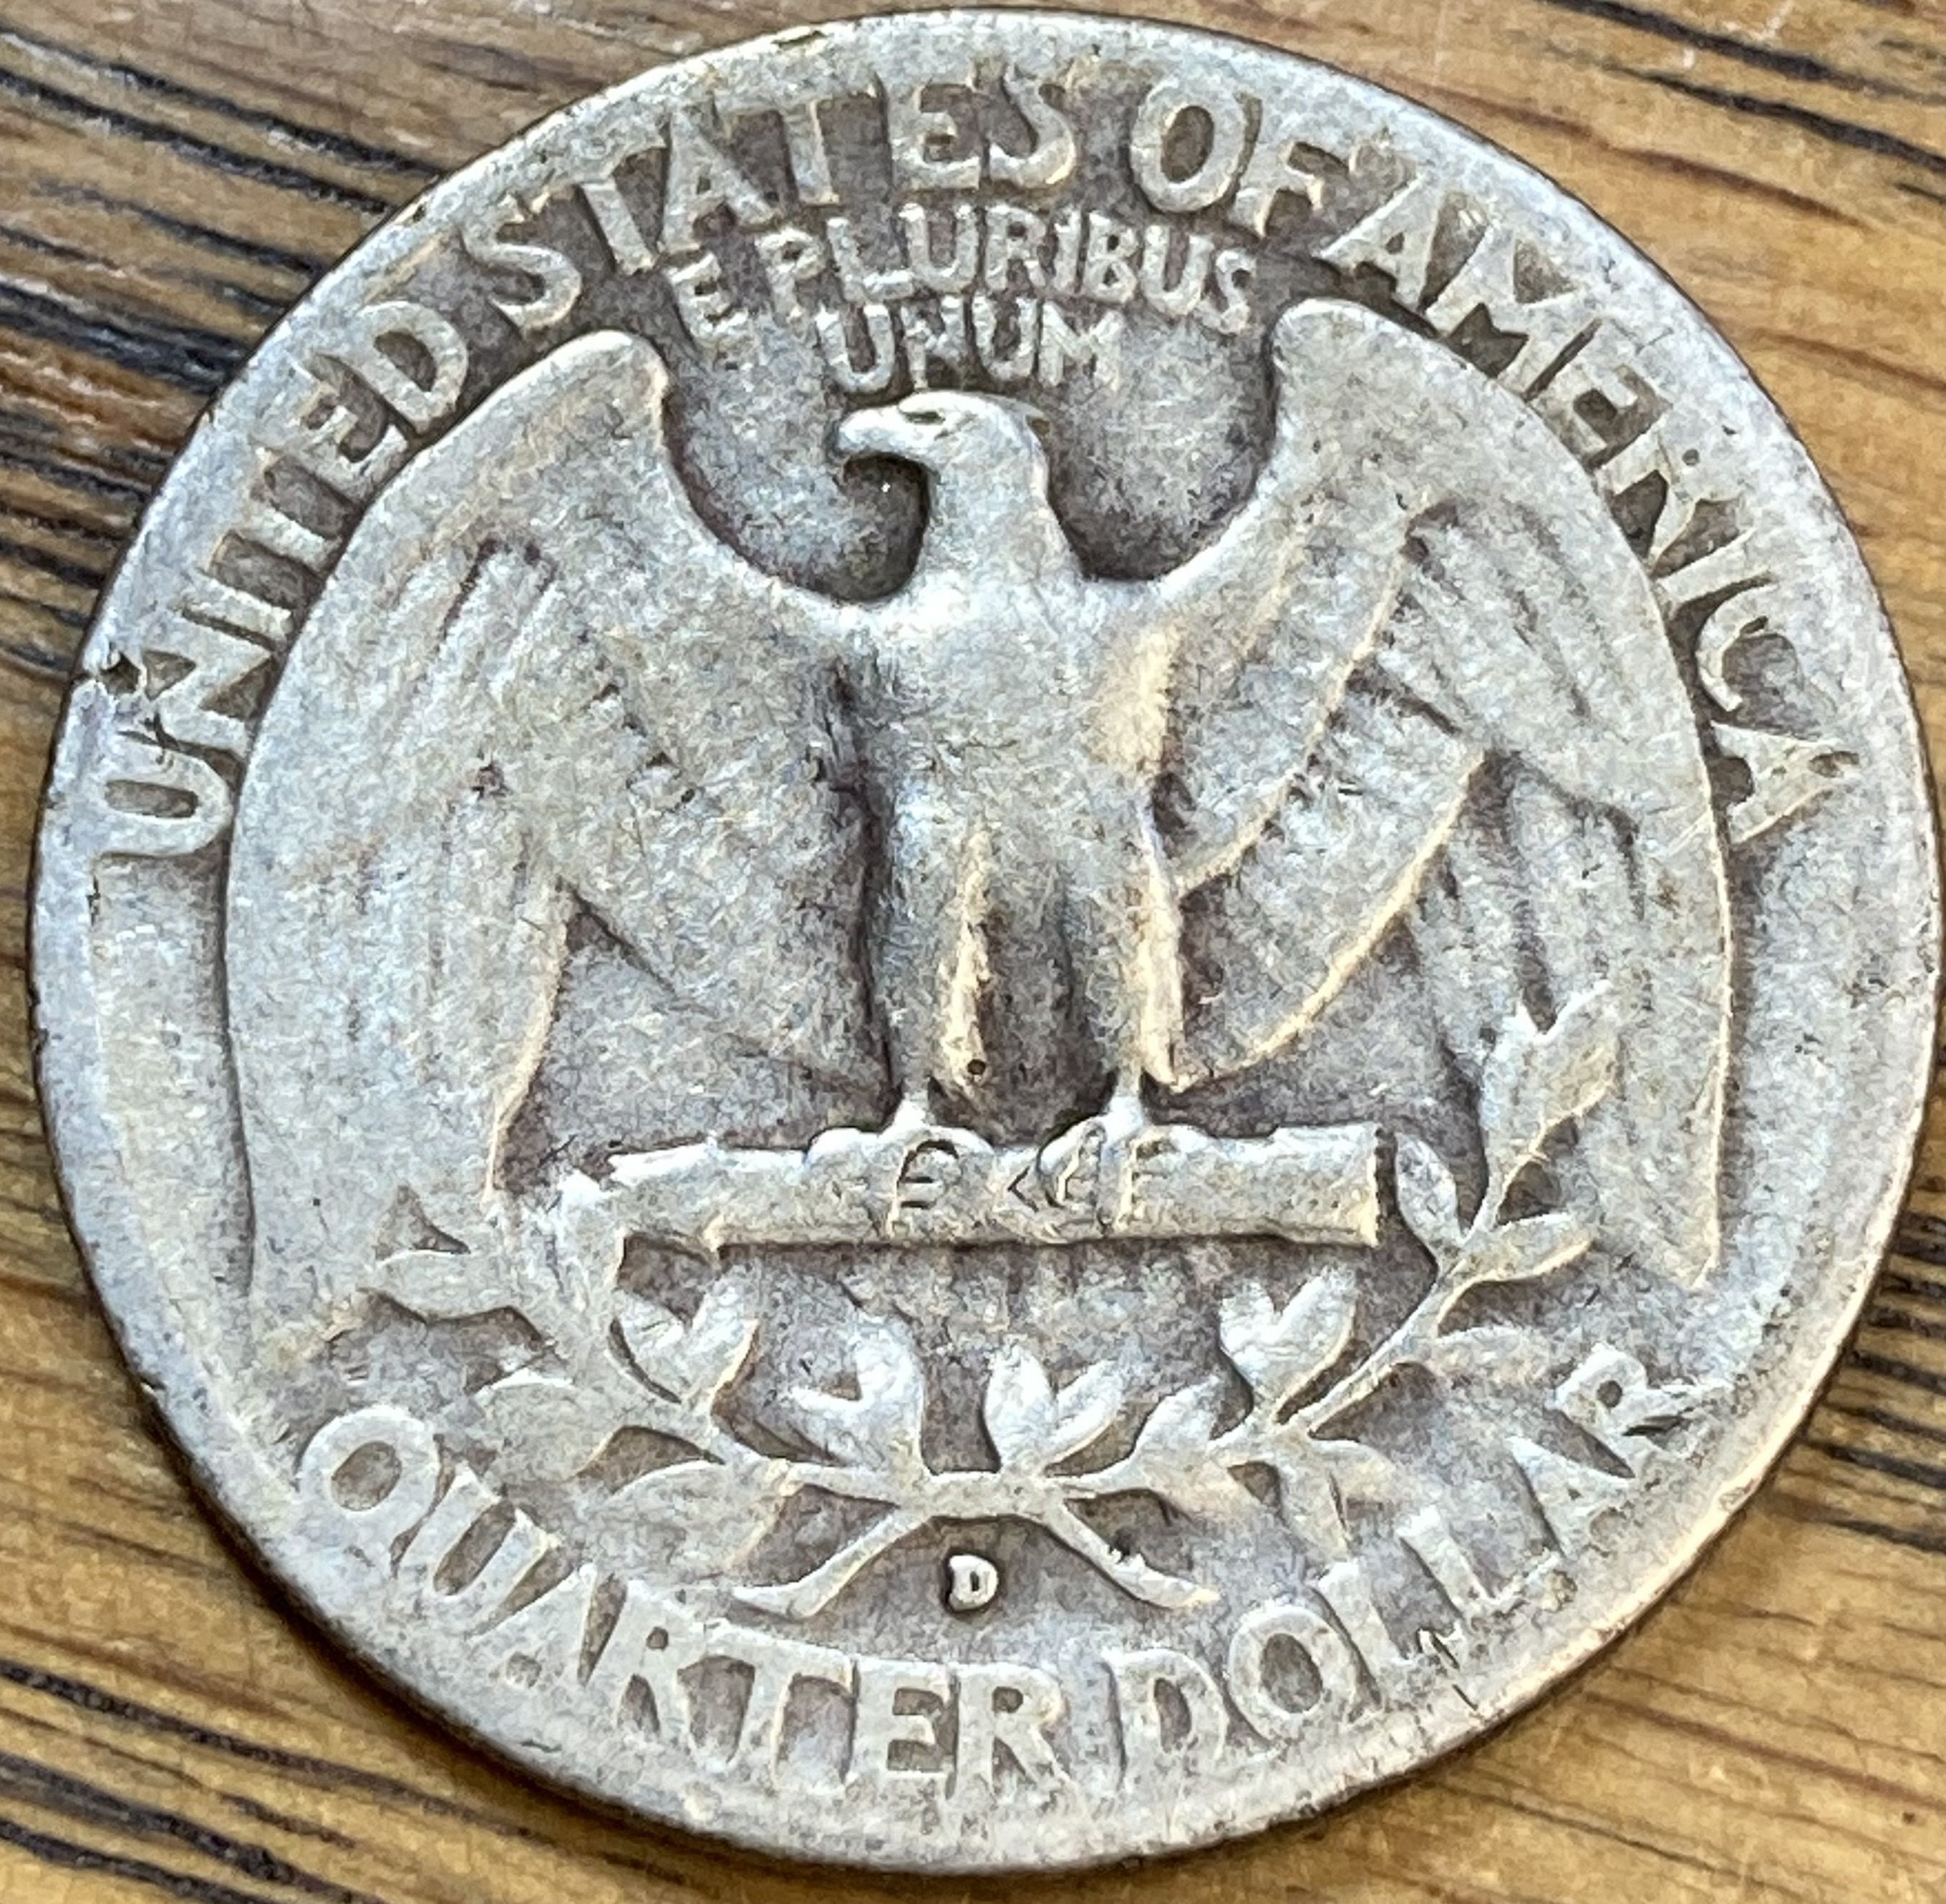 UNITED STATES OF AMERICA
E PLURIBUS
UNUM
D
QUARTER DOLLAR